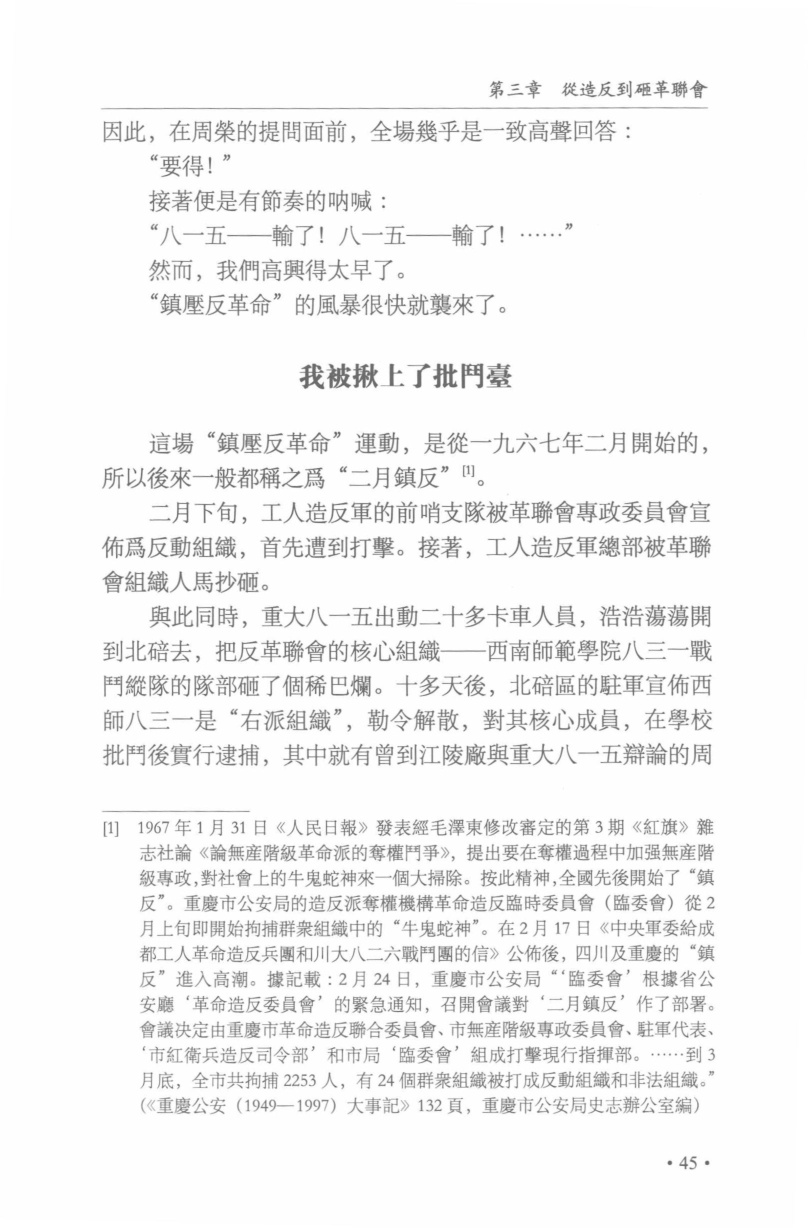 第三章　從造反到砸革聯會
因此，在周榮的提問面前，全場幾乎是一致高聲回答：
“要得！”
接著便是有節奏的吶喊：
“八一五——輸了！八一五——輸了！……”
然而，我們高興得太早了。
“鎮壓反革命”的風暴很快就襲來了。
我被揪上了批鬥臺
這場“鎮壓反革命”運動，是從一九六七年二月開始的，
所以後來一般都稱之爲“二月鎮反”[1]。
二月下旬，工人造反軍的前哨支隊被革聯會專政委員會宣
佈爲反動組織，首先遭到打擊。接著，工人造反軍總部被革聯
會組織人馬抄砸。
與此同時，重大八一五出動二十多卡車人員，浩浩蕩蕩開
到北碚去，把反革聯會的核心組織——西南師範學院八三一戰
鬥縱隊的隊部砸了個稀巴爛。十多天後，北碚區的駐軍宣佈西
師八三一是“右派組織”，勒令解散，對其核心成員，在學校
批鬥後實行逮捕，其中就有曾到江陵廠與重大八一五辯論的周
[1]　1967 年 1 月 31 日《人民日報》發表經毛澤東修改審定的第 3 期《紅旗》雜
志社論《論無産階級革命派的奪權鬥爭》，提出要在奪權過程中加强無産階
級專政，對社會上的牛鬼蛇神來一個大掃除。按此精神，全國先後開始了“鎮
反”。重慶市公安局的造反派奪權機構革命造反臨時委員會（臨委會）從 2
月上旬即開始拘捕群衆組織中的“牛鬼蛇神”。在 2 月 17 日《中央軍委給成
都工人革命造反兵團和川大八二六戰鬥團的信》公佈後，四川及重慶的“鎮
反”進入高潮。據記載：2 月 24 日，重慶市公安局“‘臨委會’根據省公
安廳‘革命造反委員會’的緊急通知，召開會議對‘二月鎮反’作了部署。
會議決定由重慶市革命造反聯合委員會、市無産階級專政委員會、駐軍代表、
‘市紅衛兵造反司令部’和市局‘臨委會’組成打擊現行指揮部。……到 3
月底，全市共拘捕 2253 人，有 24 個群衆組織被打成反動組織和非法組織。”
（《重慶公安（1949—1997）大事記》132 頁，重慶市公安局史志辦公室編）
• 45 •